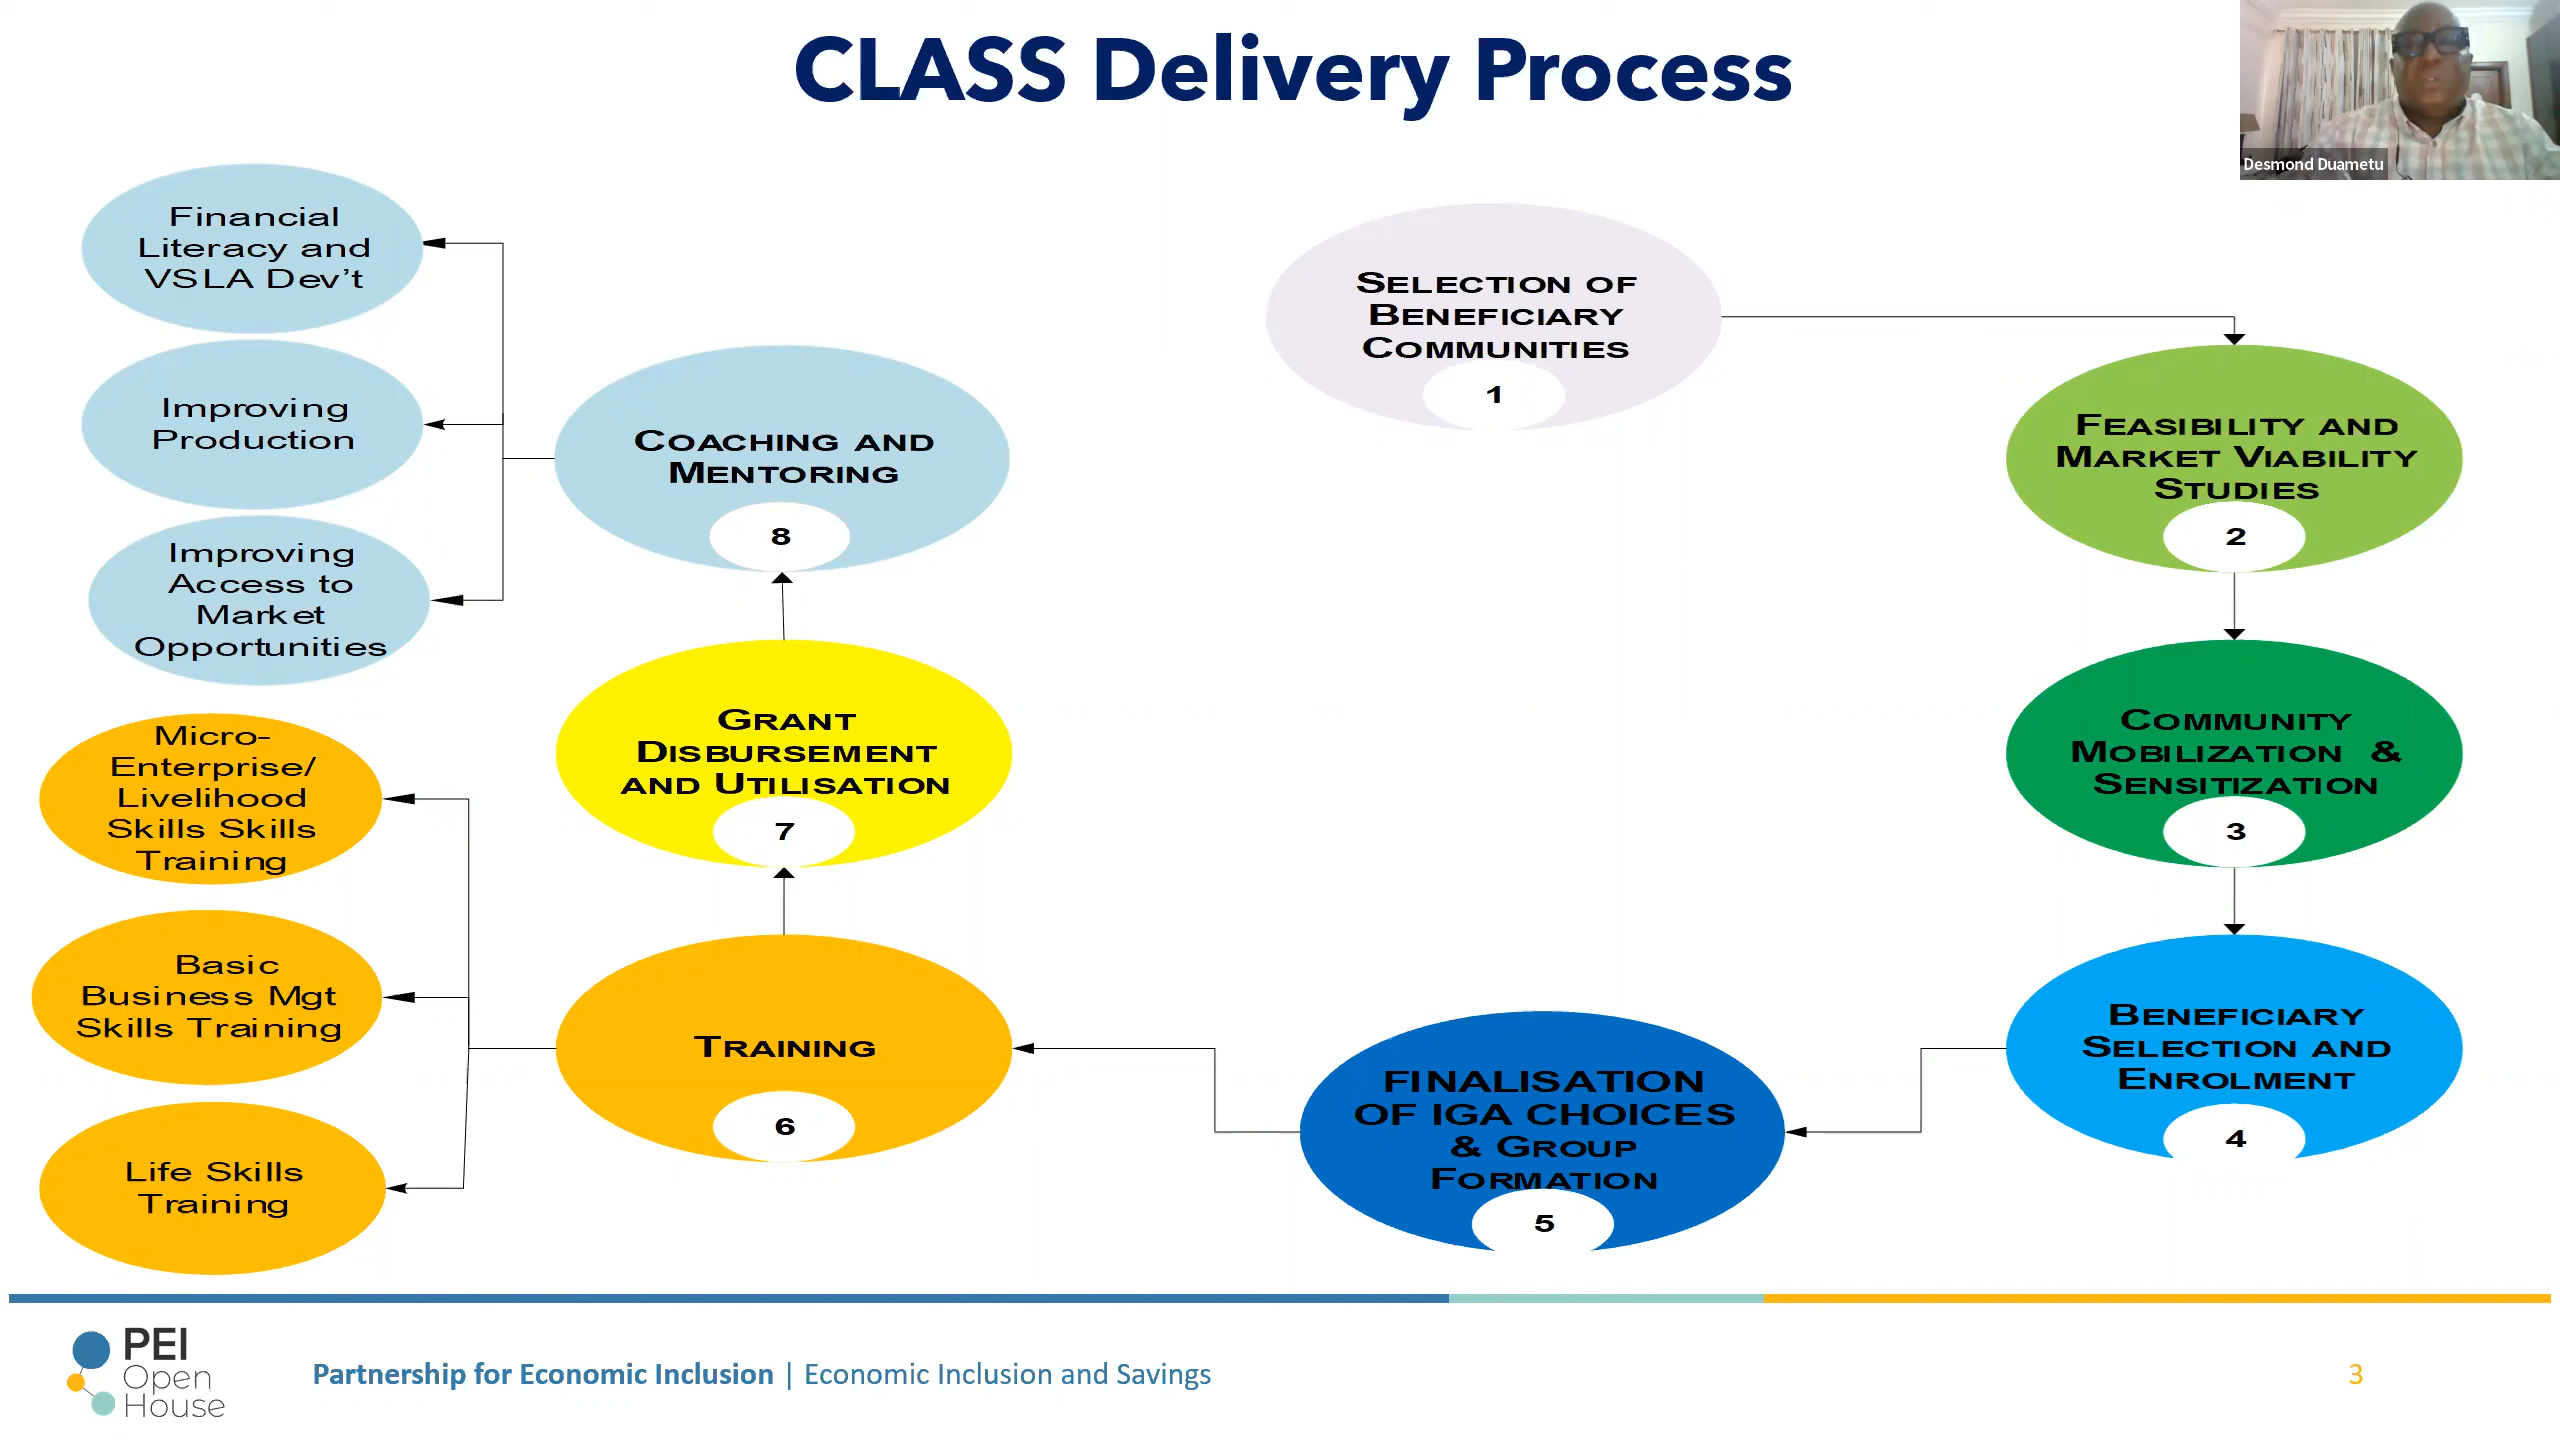 CLASS Delivery Process
Desmond Duametu
SELECTION OF
BENEFICIARY
COMMUNITIES
1
FEASIBILITY AND
MARKET VIABILITY
STUDIES
2
COMMUNITY
MOBILIZATION &
SENSITIZATION
3
BENEFICIARY
SELECTION AND
ENROLMENT
4
FINALISATION
OF IGA CHOICES
& GROUP
FORMATION
5
TRAINING
6
Micro-
Enterprise/
Livelihood
Skills Skills
Training
Basic
Business Mgt
Skills Training
Life Skills
Training
GRANT
DISBURSEMENT
AND UTILISATION
7
COACHING AND
MENTORING
8
Financial
Literacy and
VSLA Dev’t
Improving
Production
Improving
Access to
Market
Opportunities
PEI
Open
House
Partnership for Economic Inclusion | Economic Inclusion and Savings
3